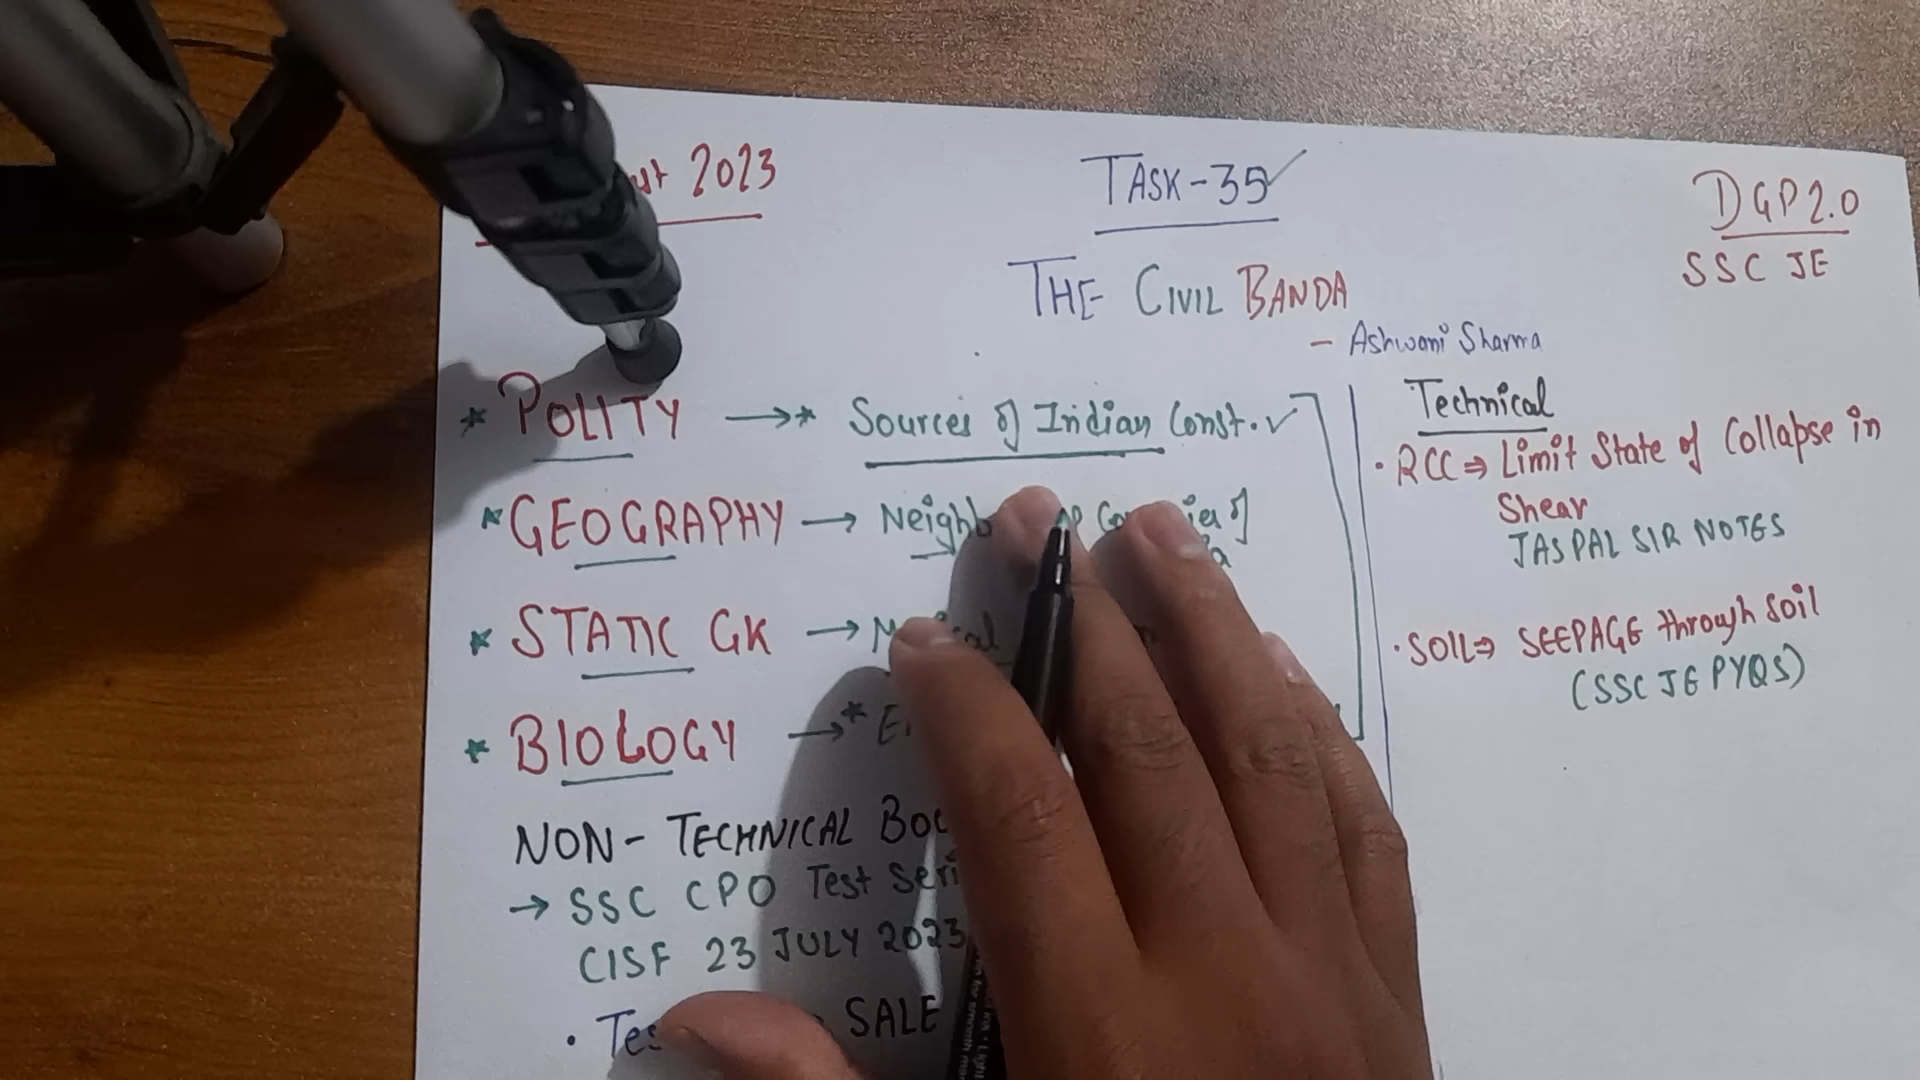 2023
TASK-35
DGP 2.0
SSC JE
THE CIVIL BANDA
- Ashwani Sharma
* POLITY → * Sources of Indian Const.
* GEOGRAPHY → of
* STATIC GK →
* BIOLOGY → *
NON-TECHNICAL
→ SSC CPO Test
CISF 23 JULY 2023
SALE
Technical
• RCC ⇒ Limit State of Collapse in
Shear
JASPAL SIR NOTES
• SOIL ⇒ SEEPAGE through Soil
(SSC JE PYQS)